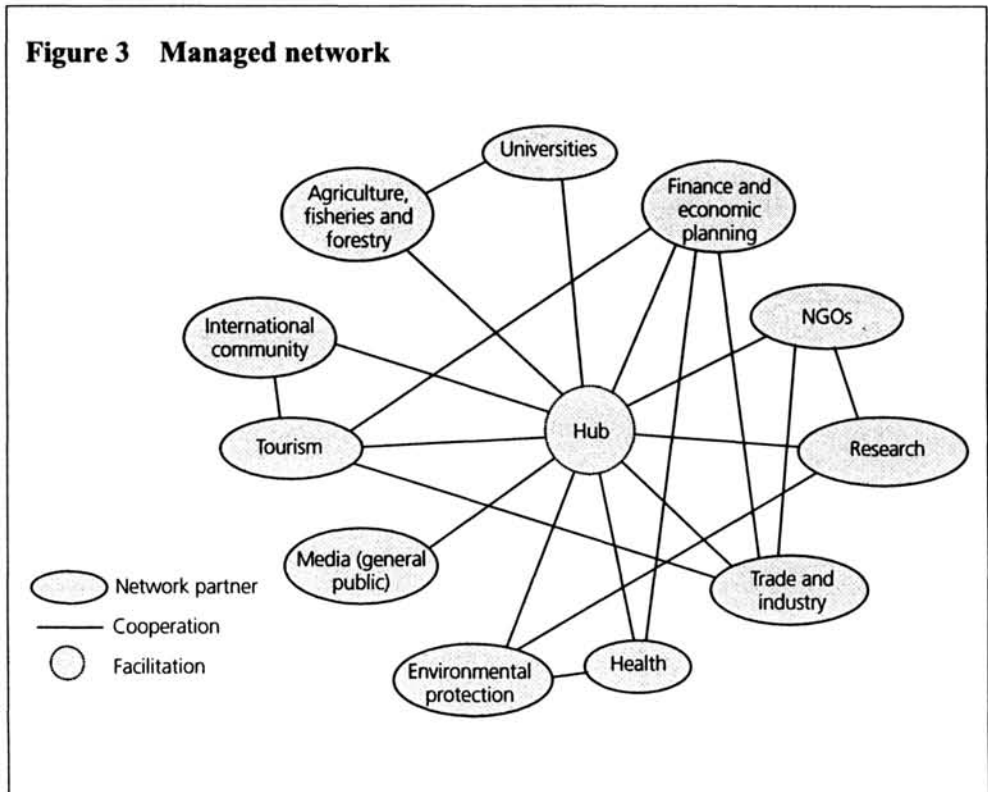 Figure 3 Managed network
Universities
Agriculture,
fisheries and
forestry
Finance and
economic
planning
International
community
NGOs
Hub
Tourism
Research
Media (general
public)
Trade and
industry
Environmental
protection
Health
Network partner
Cooperation
Facilitation